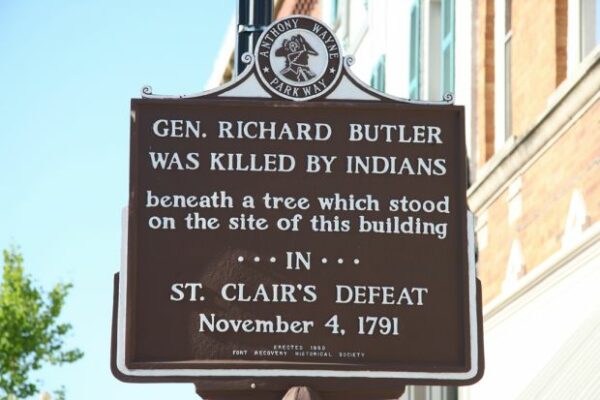 ANTHONY WAYNE
PARKWAY
GEN. RICHARD BUTLER
WAS KILLED BY INDIANS
beneath a tree which stood
on the site of this building
... IN ...
ST. CLAIR'S DEFEAT
November 4, 1791
ERECTED
FORT RECOVERY HISTORICAL SOCIETY